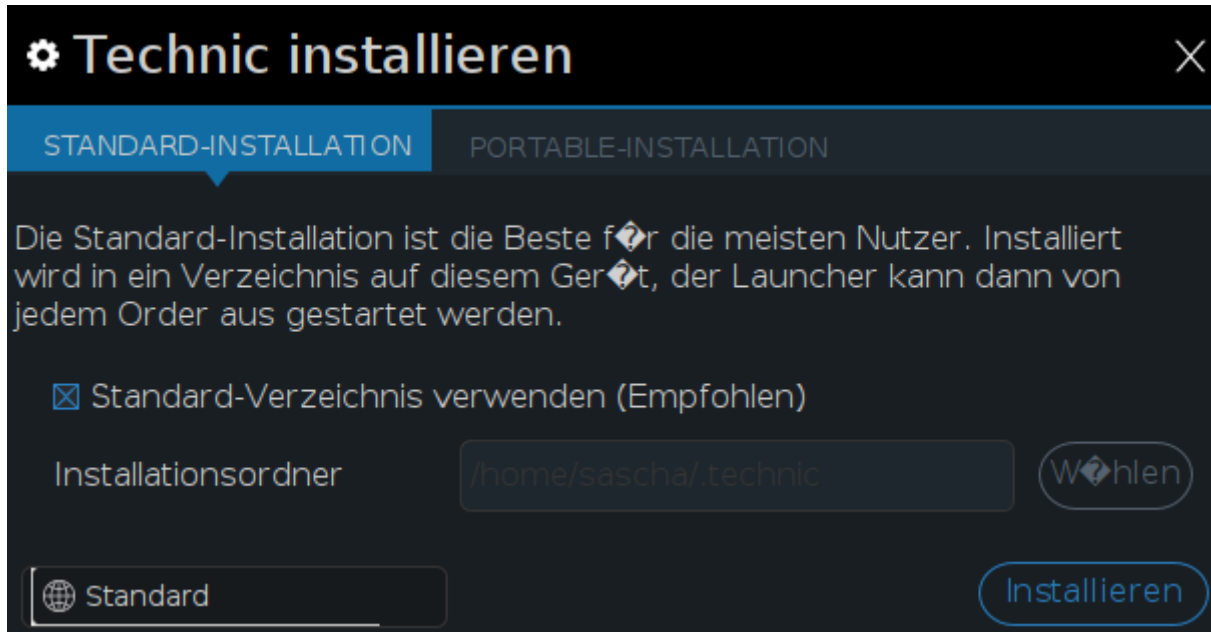 Technic installieren
STANDARD-INSTALLATION
PORTABLE-INSTALLATION
Die Standard-Installation ist die Beste f�r die meisten Nutzer. Installiert
wird in ein Verzeichnis auf diesem Ger�t, der Launcher kann dann von
jedem Order aus gestartet werden.
Standard-Verzeichnis verwenden (Empfohlen)
Installationsordner
/home/sascha/.technic
W�hlen
Standard
Installieren